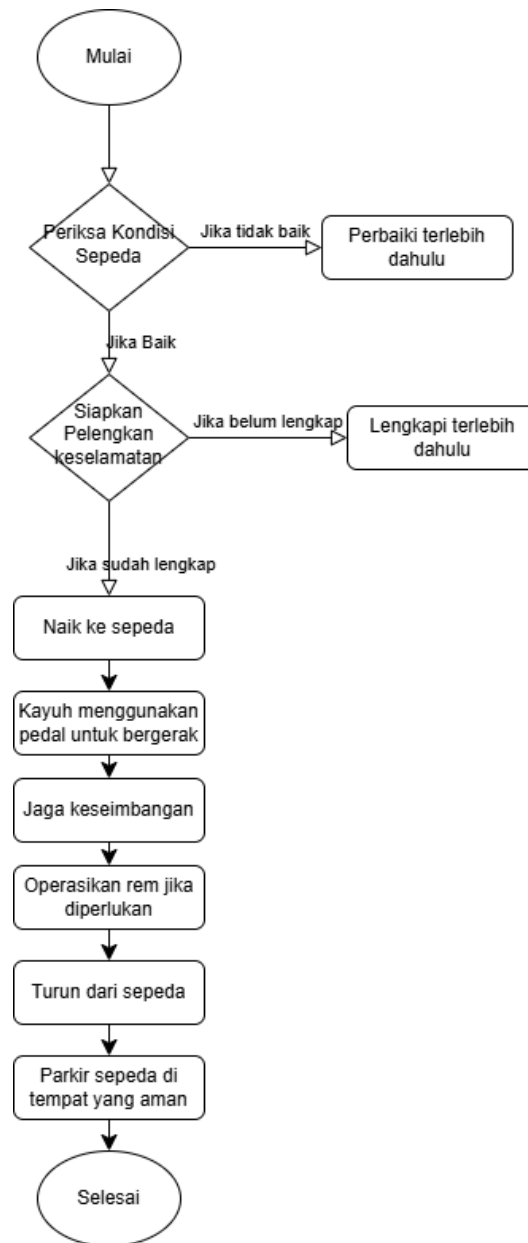 Mulai
Periksa Kondisi
Sepeda
Jika tidak baik
Perbaiki terlebih
dahulu
Jika Baik
Siapkan
Pelengkan
keselamatan
Jika belum lengkap
Lengkapi terlebih
dahulu
Jika sudah lengkap
Naik ke sepeda
Kayuh menggunakan
pedal untuk bergerak
Jaga keseimbangan
Operasikan rem jika
diperlukan
Turun dari sepeda
Parkir sepeda di
tempat yang aman
Selesai